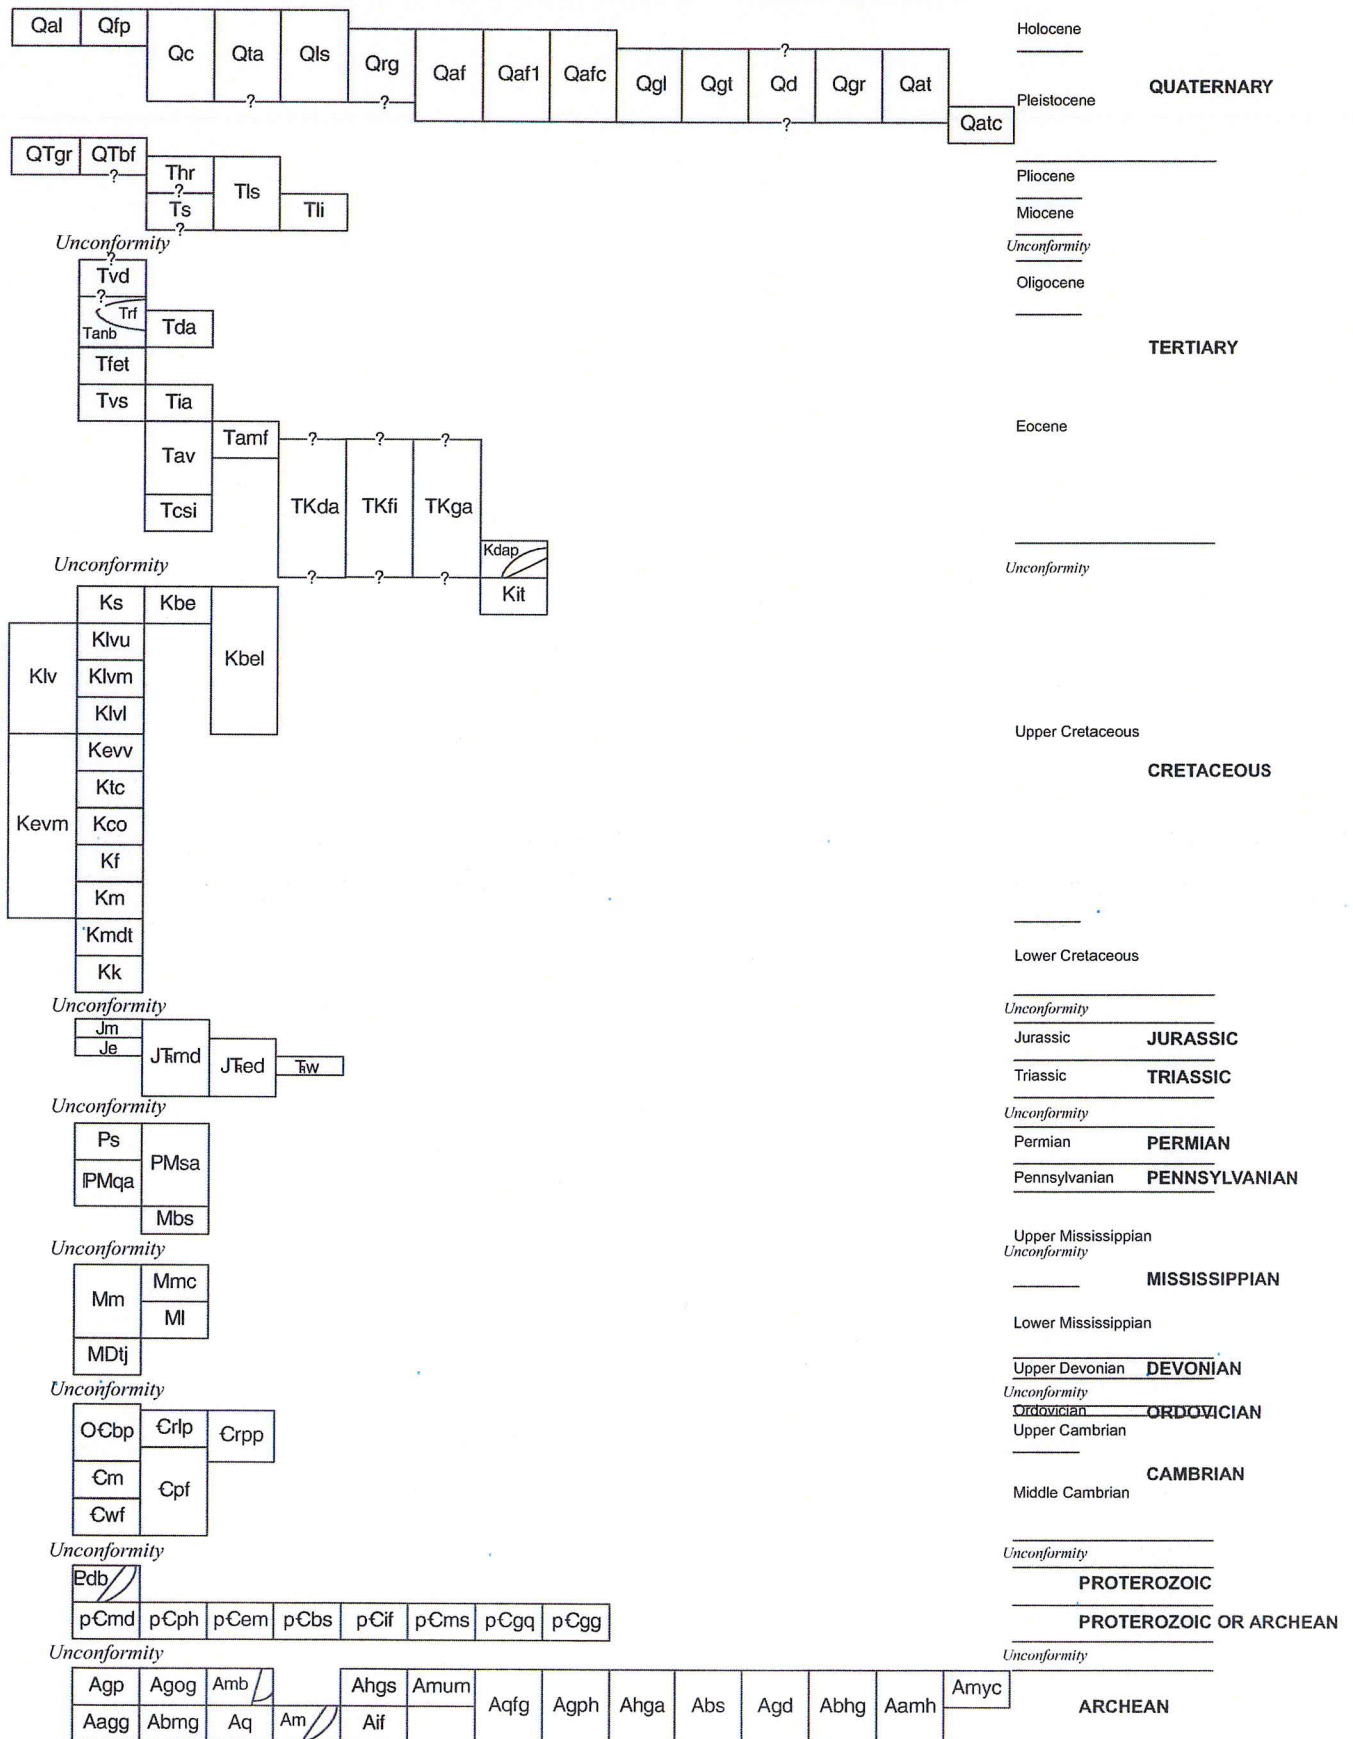 Qal Qfp Qc Qta Qls Qrg Qaf Qaf1 Qafc Qgl Qgt Qd Qgr Qat Qatc
? ? ? ?
Holocene
Pleistocene
QUATERNARY
QTgr QTbf Thr Tls
? ?
Ts Tli
?
Pliocene
Miocene
Unconformity
Unconformity
?
Tvd
?
Trf
Tanb Tda
Tfet
Tvs Tia
Tamf ? ? ?
Tav
Tcsi
TKda TKfi TKga
? ? ?
Kdap
Kit
Oligocene
TERTIARY
Eocene
Unconformity
Unconformity
Ks Kbe Kbel
Klv Klvu
Klvm
Klvl
Kevm Kevv
Ktc
Kco
Kf
Km
Kmdt
Kk
Upper Cretaceous
CRETACEOUS
Lower Cretaceous
Unconformity
Unconformity
Jm
Je
JTRmd JTRed TRw
Jurassic JURASSIC
Triassic TRIASSIC
Unconformity
Unconformity
Ps PMsa
IPMqa
Mbs
Permian PERMIAN
Pennsylvanian PENNSYLVANIAN
Upper Mississippian
Unconformity
Unconformity
MISSISSIPPIAN
Mm Mmc
Ml
MDtj
Lower Mississippian
Upper Devonian DEVONIAN
Unconformity
Unconformity
Ordovician ORDOVICIAN
O€bp €rlp €rpp
€m €pf
€wf
Upper Cambrian
CAMBRIAN
Middle Cambrian
Unconformity
Unconformity
Pdb
PROTEROZOIC
p€md p€ph p€em p€bs p€if p€ms p€gq p€gg
PROTEROZOIC OR ARCHEAN
Unconformity
Unconformity
Agp Agog Amb Ahgs Amum Aqfg Agph Ahga Abs Agd Abhg Aamh Amyc
Aagg Abmg Aq Am Aif
ARCHEAN